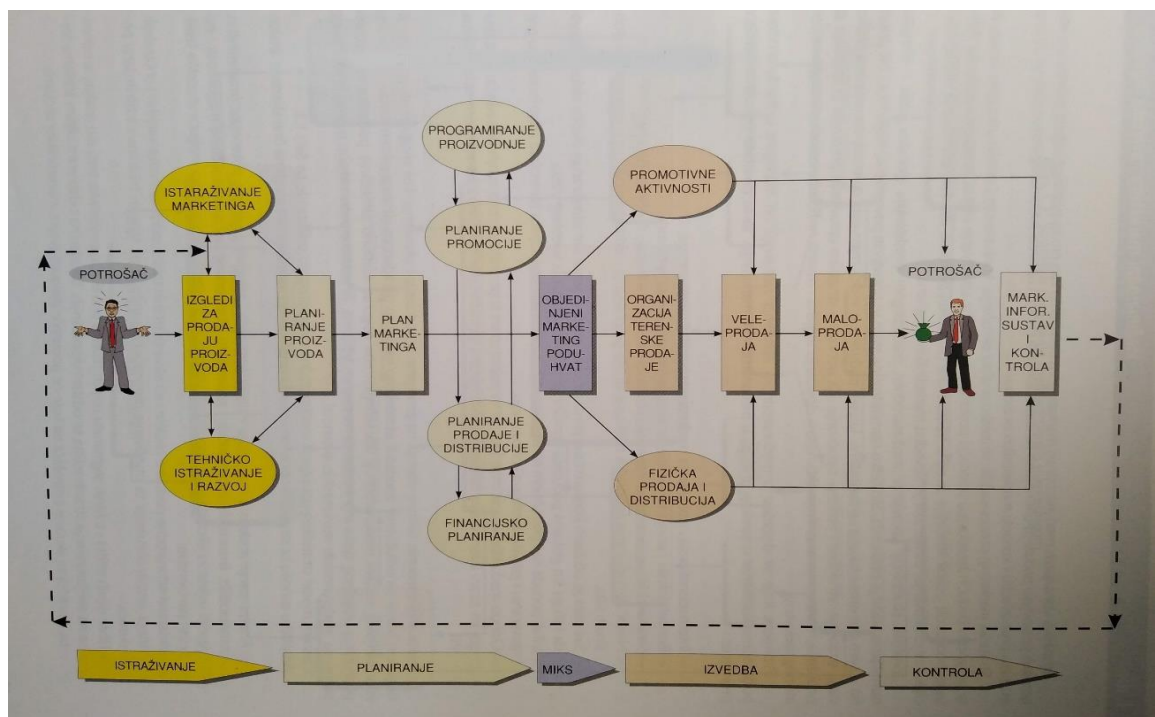 PROGRAMIRANJE
PROIZVODNJE
ISTARAŽIVANJE
MARKETINGA
PROMOTIVNE
AKTIVNOSTI
PLANIRANJE
PROMOCIJE
POTROŠAČ
IZGLEDI
ZA
PRODA-
JU PROIZ-
VODA
PLANI-
RANJE
PROIZ-
VODA
PLAN
MARKE-
TINGA
OBJEDI-
NJENI
MARKE-
TING
PODU-
HVAT
ORGANI-
ZACIJA
TEREN-
SKE
PRODA-
JE
VELE-
PRODA-
JA
MALO-
PRODA-
JA
POTROŠAČ
MARK.
INFOR.
SUSTAV
I
KON-
TROLA
TEHNIČKO
ISTRAŽIVANJE
I RAZVOJ
PLANIRANJE
PRODAJE I
DISTRIBUCIJE
FIZIČKA
PRODAJA I
DISTRIBUCIJA
FINANCIJSKO
PLANIRANJE
ISTRAŽIVANJE
PLANIRANJE
MIKS
IZVEDBA
KONTROLA